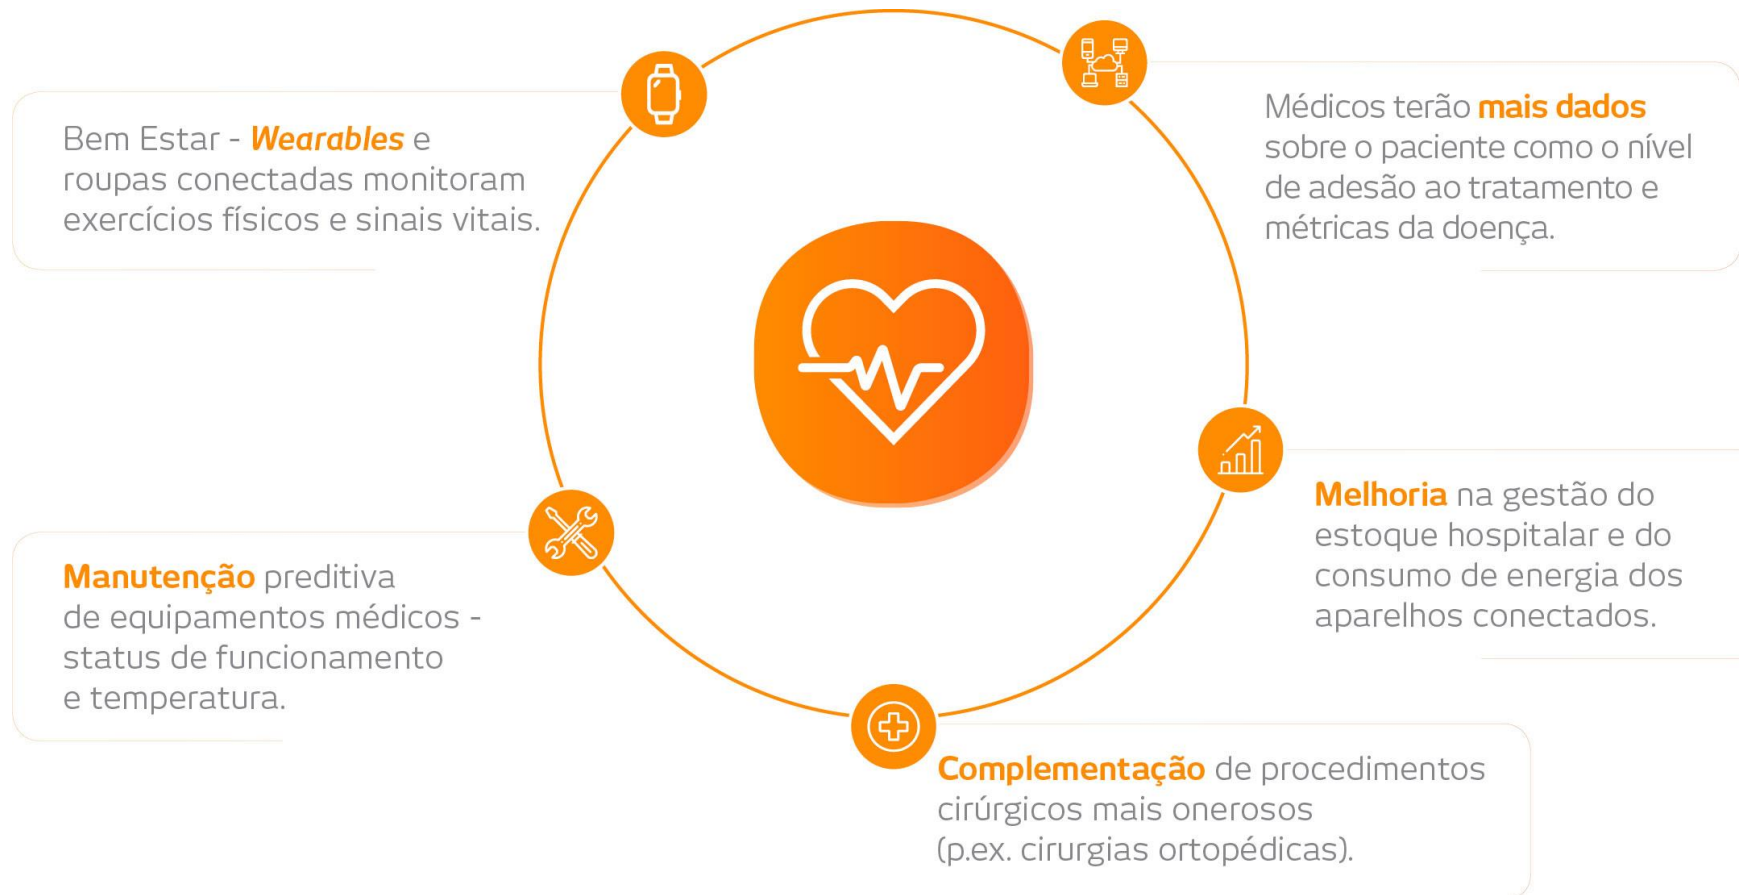 Bem Estar - Wearables e
roupas conectadas monitoram
exercícios físicos e sinais vitais.
Médicos terão mais dados
sobre o paciente como o nível
de adesão ao tratamento e
métricas da doença.
Melhoria na gestão do
estoque hospitalar e do
consumo de energia dos
aparelhos conectados.
Manutenção preditiva
de equipamentos médicos -
status de funcionamento
e temperatura.
Complementação de procedimentos
cirúrgicos mais onerosos
(p.ex. cirurgias ortopédicas).